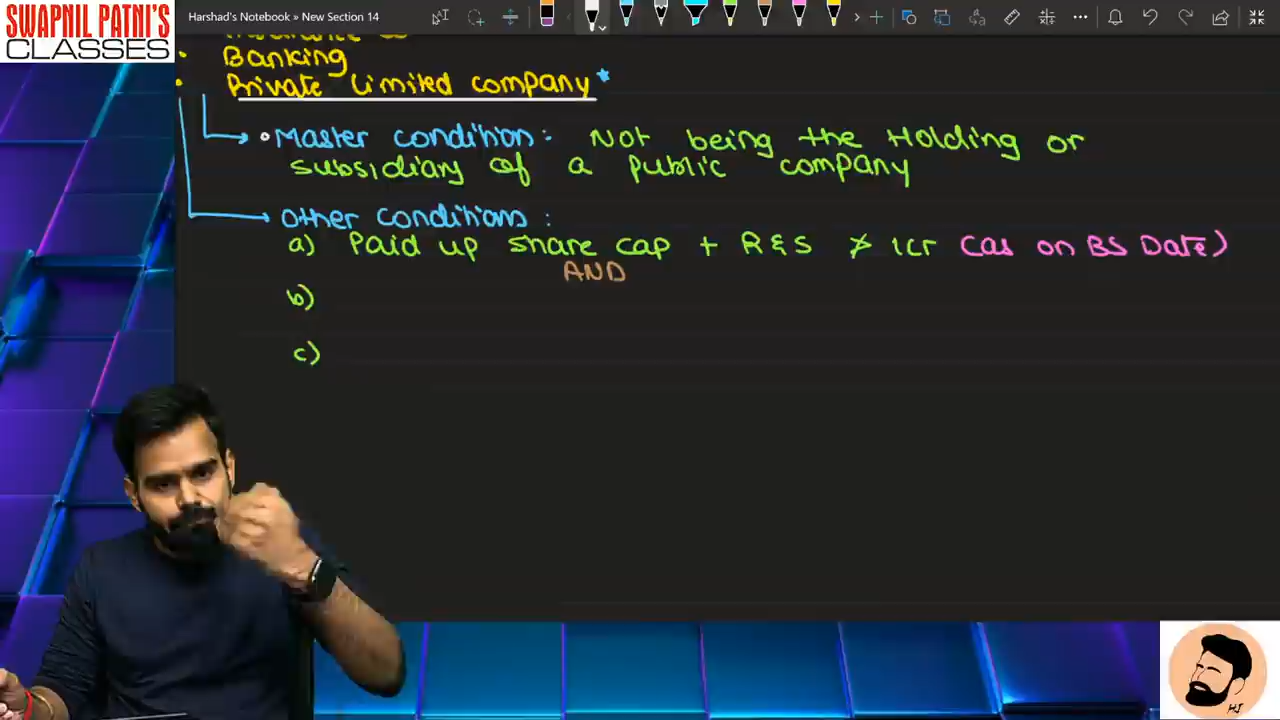 SWAPNIL PATNI'S
CLASSES
Harshad's Notebook » New Section 14
Banking
Private Limited company *
Master condition : Not being the Holding or
subsidiary of a public company
Other conditions :
a) Paid up share cap + R & S ≯ 1cr (as on BS Date)
AND
b)
c)
HJ